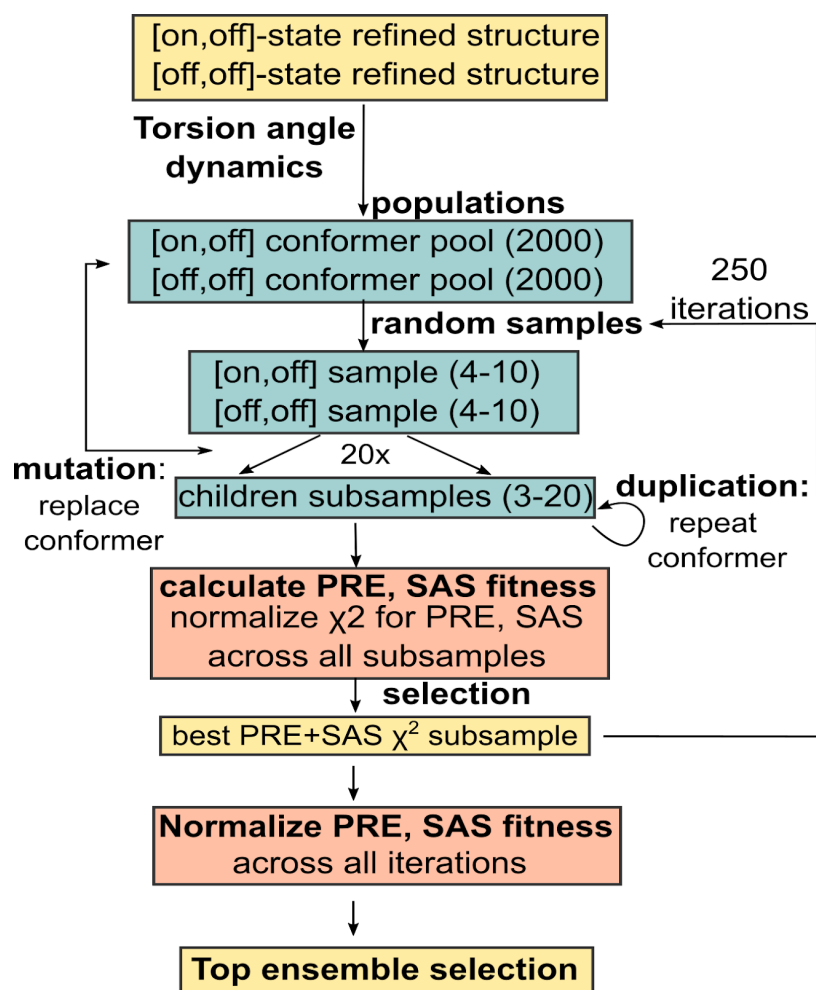 [on,off]-state refined structure
[off,off]-state refined structure
Torsion angle
dynamics
populations
[on,off] conformer pool (2000)
[off,off] conformer pool (2000)
250
iterations
random samples
[on,off] sample (4-10)
[off,off] sample (4-10)
20x
mutation:
replace
conformer
children subsamples (3-20)
duplication:
repeat
conformer
calculate PRE, SAS fitness
normalize χ2 for PRE, SAS
across all subsamples
selection
best PRE+SAS χ² subsample
Normalize PRE, SAS fitness
across all iterations
Top ensemble selection